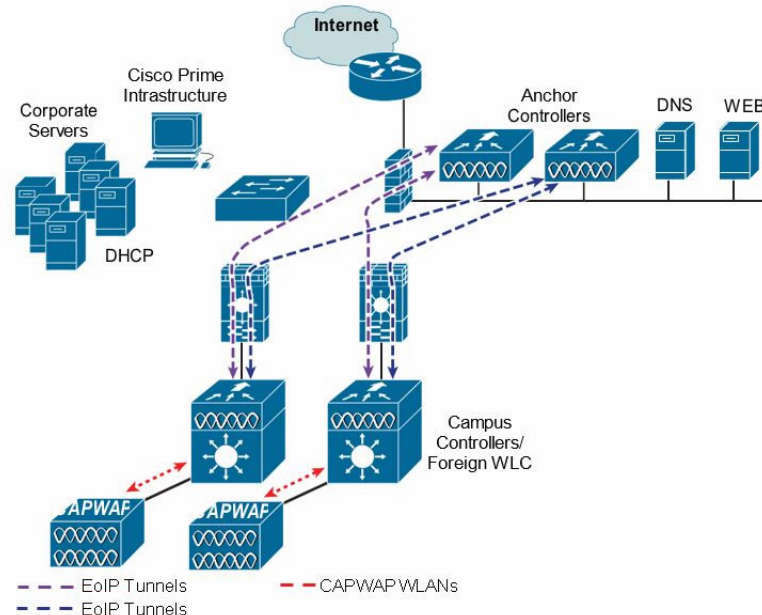 Internet
Cisco Prime
Intrastructure
Corporate
Servers
Anchor
Controllers
DNS
WEB
DHCP
Campus
Controllers/
Foreign WLC
CAPWAP
CAPWAP
EoIP Tunnels
CAPWAP WLANs
EoIP Tunnels